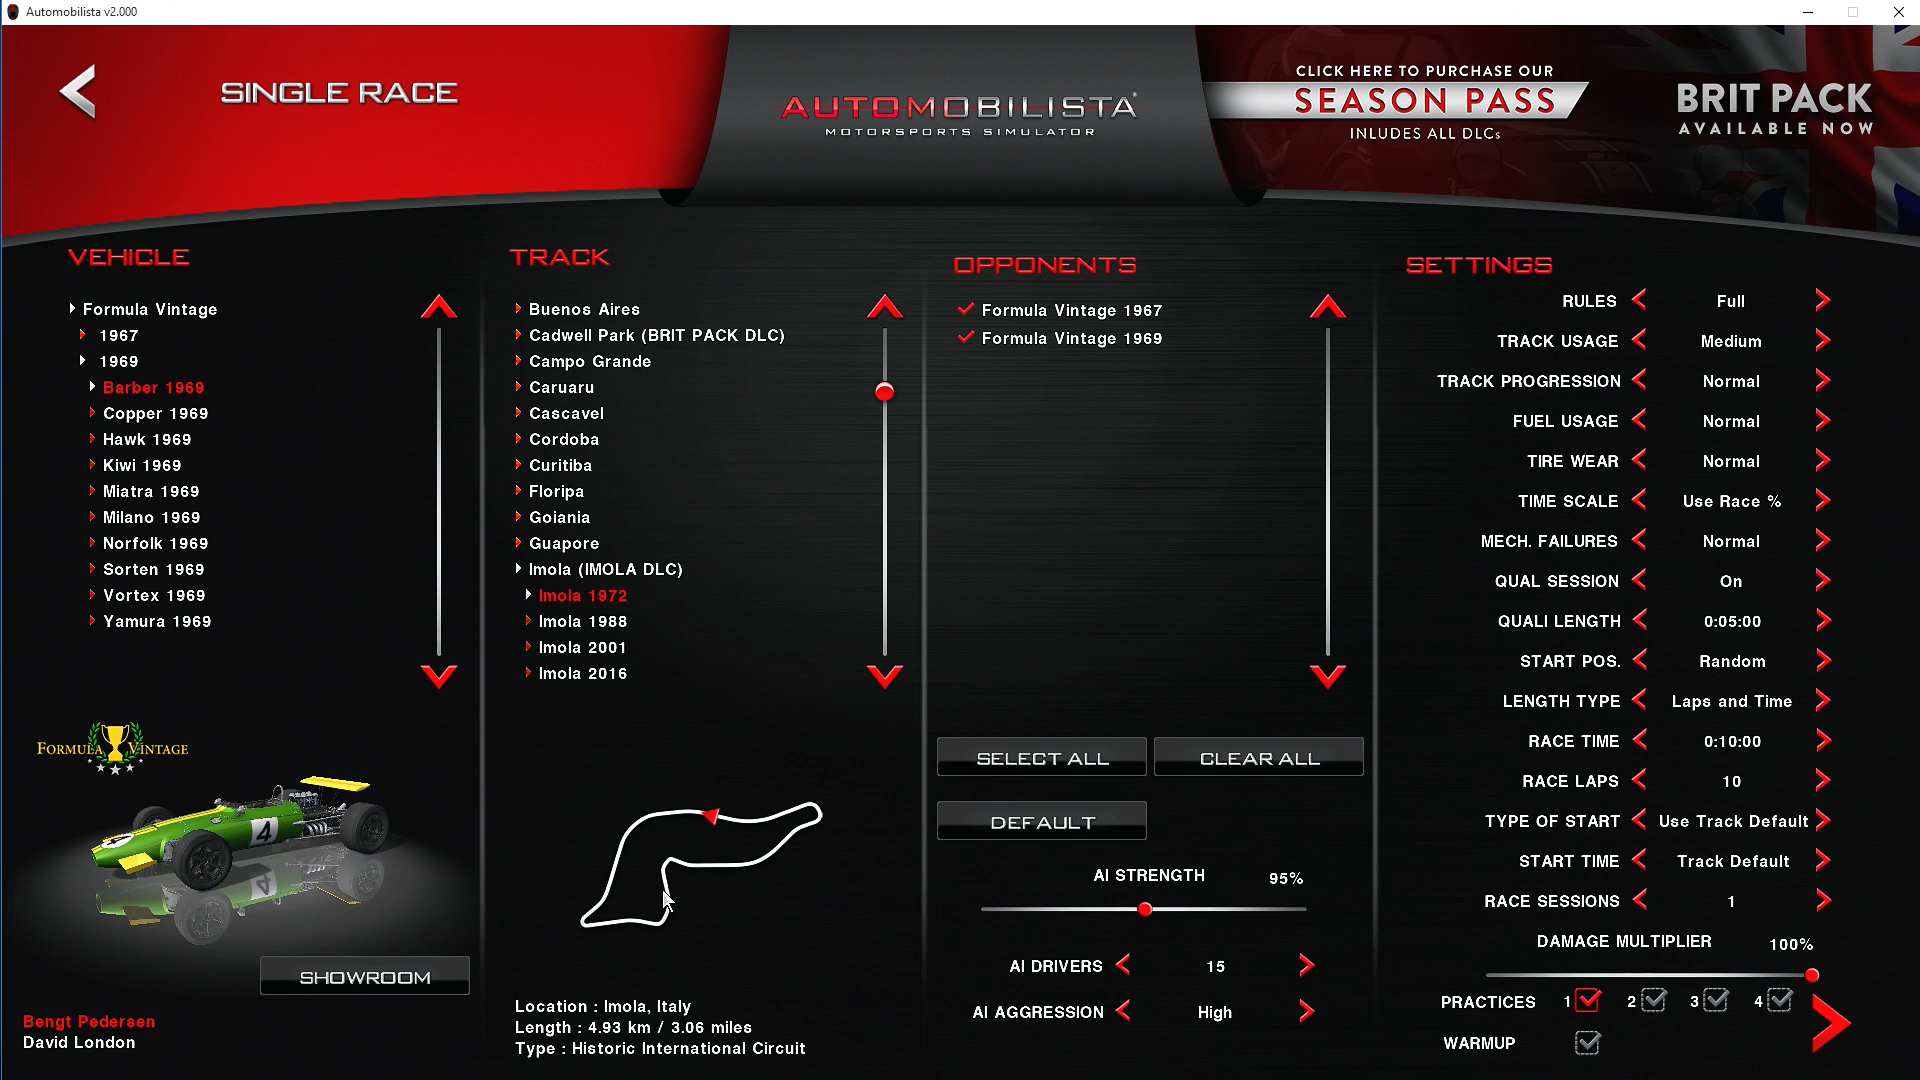 Automobilista v2.000
SINGLE RACE
AUTOMOBILISTA
MOTORSPORTS SIMULATOR
CLICK HERE TO PURCHASE OUR
SEASON PASS
INLUDES ALL DLCs
BRIT PACK
AVAILABLE NOW
VEHICLE
Formula Vintage
1967
1969
Barber 1969
Copper 1969
Hawk 1969
Kiwi 1969
Miatra 1969
Milano 1969
Norfolk 1969
Sorten 1969
Vortex 1969
Yamura 1969
FORMULA VINTAGE
4
4
SHOWROOM
Bengt Pedersen
David London
TRACK
Buenos Aires
Cadwell Park (BRIT PACK DLC)
Campo Grande
Caruaru
Cascavel
Cordoba
Curitiba
Floripa
Goiania
Guapore
Imola (IMOLA DLC)
Imola 1972
Imola 1988
Imola 2001
Imola 2016
Location : Imola, Italy
Length : 4.93 km / 3.06 miles
Type : Historic International Circuit
OPPONENTS
Formula Vintage 1967
Formula Vintage 1969
SELECT ALL CLEAR ALL
DEFAULT
AI STRENGTH 95%
AI DRIVERS 15
AI AGGRESSION High
SETTINGS
RULES Full
TRACK USAGE Medium
TRACK PROGRESSION Normal
FUEL USAGE Normal
TIRE WEAR Normal
TIME SCALE Use Race %
MECH. FAILURES Normal
QUAL SESSION On
QUALI LENGTH 0:05:00
START POS. Random
LENGTH TYPE Laps and Time
RACE TIME 0:10:00
RACE LAPS 10
TYPE OF START Use Track Default
START TIME Track Default
RACE SESSIONS 1
DAMAGE MULTIPLIER 100%
PRACTICES 1 2 3 4
WARMUP